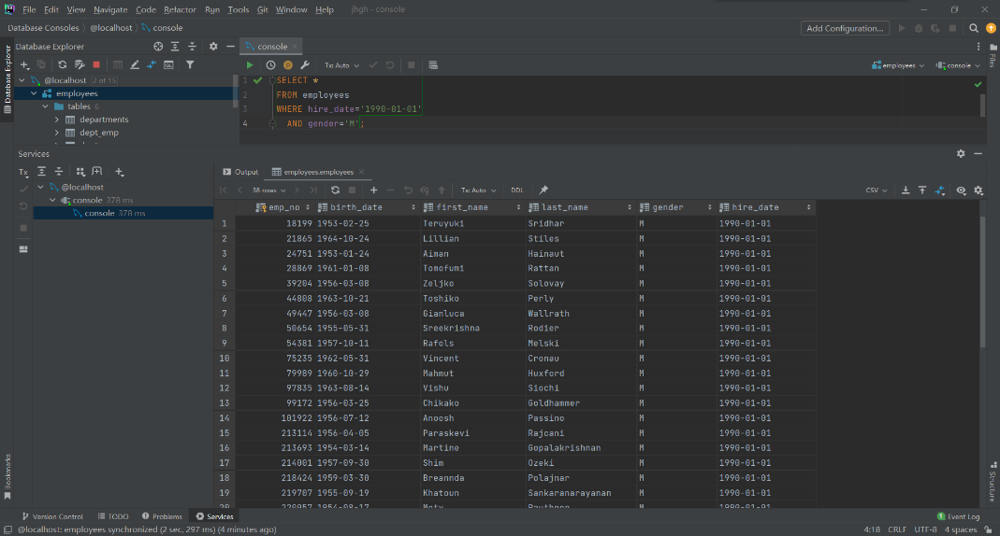 File Edit View Navigate Code Refactor Run Tools Git Window Help jhgh - console
Database Consoles @localhost console Add Configuration...
Database Explorer console
Tx: Auto employees console
@localhost 2 of 15
employees
tables 6
departments
dept_emp
1 SELECT *
2 FROM employees
3 WHERE hire_date='1990-01-01'
4 AND gender='M';
Database Explorer
Files
Services
Tx Output employees.employees
@localhost
console 378 ms
console 378 ms
38 rows Tx: Auto DDL CSV
emp_no birth_date first_name last_name gender hire_date
1 18199 1953-02-25 Teruyuki Sridhar M 1990-01-01
2 21865 1964-10-24 Lillian Stiles M 1990-01-01
3 24751 1953-01-24 Aiman Hainaut M 1990-01-01
4 28869 1961-01-08 Tomofumi Rattan M 1990-01-01
5 39204 1956-03-08 Zeljko Solovay M 1990-01-01
6 44808 1963-10-21 Toshiko Perly M 1990-01-01
7 49447 1956-03-08 Gianluca Wallrath M 1990-01-01
8 50654 1955-05-31 Sreekrishna Rodier M 1990-01-01
9 54381 1957-10-11 Rafols Melski M 1990-01-01
10 75235 1962-05-31 Vincent Cronau M 1990-01-01
11 79989 1960-10-29 Mahmut Huxford M 1990-01-01
12 97835 1963-08-14 Vishu Siochi M 1990-01-01
13 99172 1956-03-25 Chikako Goldhammer M 1990-01-01
14 101922 1956-07-12 Anoosh Passino M 1990-01-01
15 213114 1956-04-05 Paraskevi Rajcani M 1990-01-01
16 213693 1954-03-14 Martine Gopalakrishnan M 1990-01-01
17 214001 1957-09-30 Shim Ozeki M 1990-01-01
18 218424 1959-03-30 Breannda Polajnar M 1990-01-01
19 219707 1955-09-19 Khatoun Sankaranarayanan M 1990-01-01
Bookmarks
Structure
Version Control TODO Problems Services 1 Event Log
@localhost: employees synchronized (2 sec, 297 ms) (4 minutes ago) 4:18 CRLF UTF-8 4 spaces